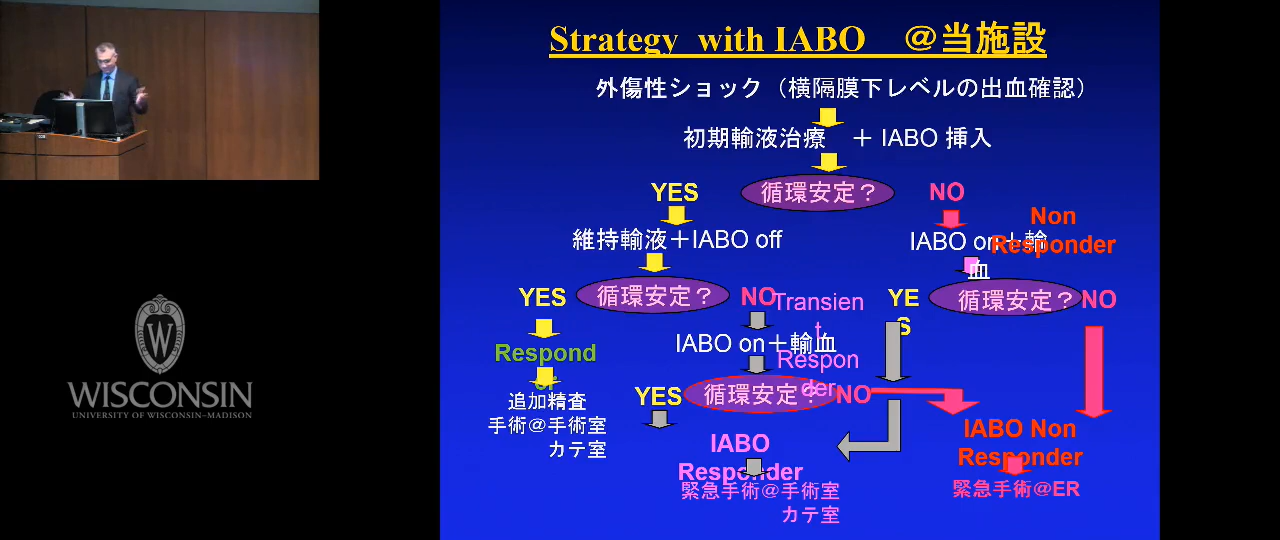 Strategy with IABO ＠当施設
外傷性ショック（横隔膜下レベルの出血確認）
初期輸液治療 ＋ IABO 挿入
YES 循環安定？ NO
Non
Responder
維持輸液＋IABO off
IABO on＋輸
血
YES 循環安定？ NO
Transien
t
Respon
der
YE
S
循環安定？ NO
IABO on＋輸血
Respond
er
追加精査
手術＠手術室
カテ室
YES 循環安定？ NO
IABO
Responder
緊急手術＠手術室
カテ室
IABO Non
Responder
緊急手術＠ER
W
WISCONSIN
UNIVERSITY OF WISCONSIN–MADISON